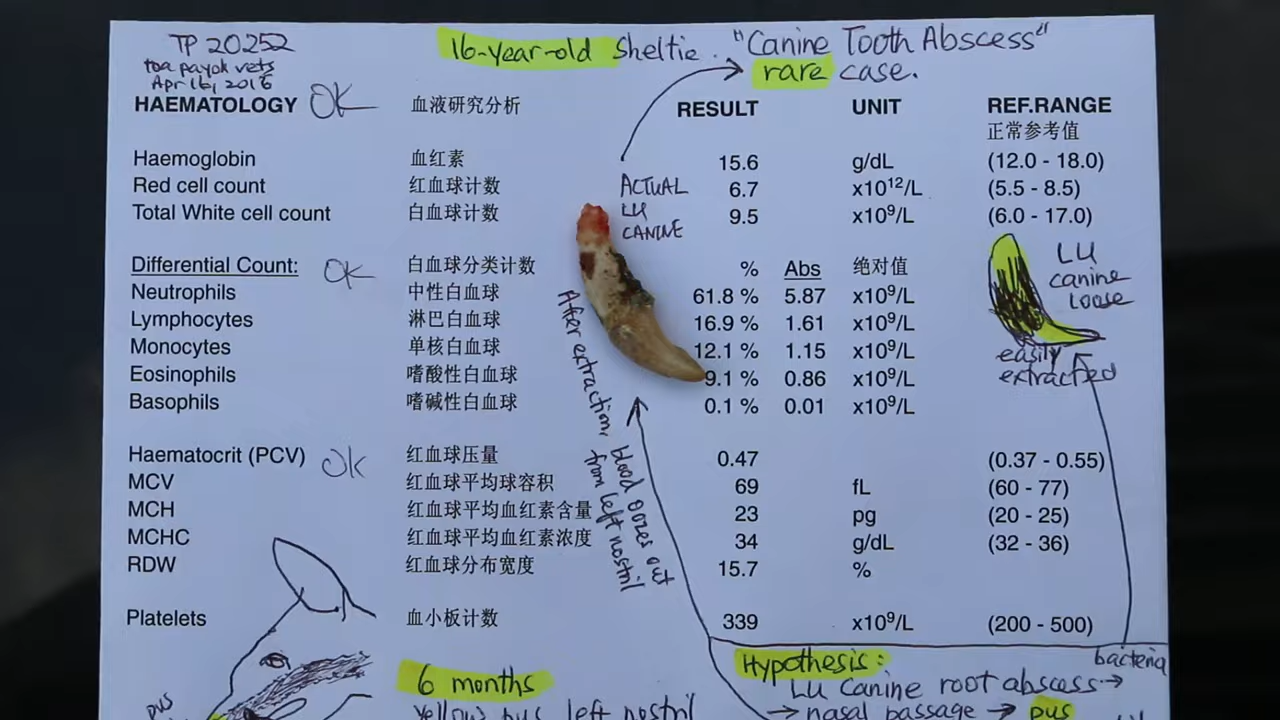 TP 20252
toa payoh vets
Apr 16, 2016
16-year-old Sheltie. "Canine Tooth Abscess"
rare case.
HAEMATOLOGY OK 血液研究分析 RESULT UNIT REF.RANGE
正常参考值
Haemoglobin 血红素 15.6 g/dL (12.0 - 18.0)
Red cell count 红血球计数 6.7 x10¹²/L (5.5 - 8.5)
Total White cell count 白血球计数 9.5 x10⁹/L (6.0 - 17.0)
ACTUAL
LU
CANINE
Differential Count: OK 白血球分类计数 % Abs 绝对值
Neutrophils 中性白血球 61.8 % 5.87 x10⁹/L
Lymphocytes 淋巴白血球 16.9 % 1.61 x10⁹/L
Monocytes 单核白血球 12.1 % 1.15 x10⁹/L
Eosinophils 嗜酸性白血球 9.1 % 0.86 x10⁹/L
Basophils 嗜碱性白血球 0.1 % 0.01 x10⁹/L
LU
canine
loose
easily
extracted
After extraction, blood oozes out
from left nostril
Haematocrit (PCV) OK 红血球压量 0.47 (0.37 - 0.55)
MCV 红血球平均球容积 69 fL (60 - 77)
MCH 红血球平均血红素含量 23 pg (20 - 25)
MCHC 红血球平均血红素浓度 34 g/dL (32 - 36)
RDW 红血球分布宽度 15.7 %
Platelets 血小板计数 339 x10⁹/L (200 - 500)
bacteria
Hypothesis:
LU Canine root abscess →
→ nasal passage → pus
6 months
Yellow pus left nostril
pus